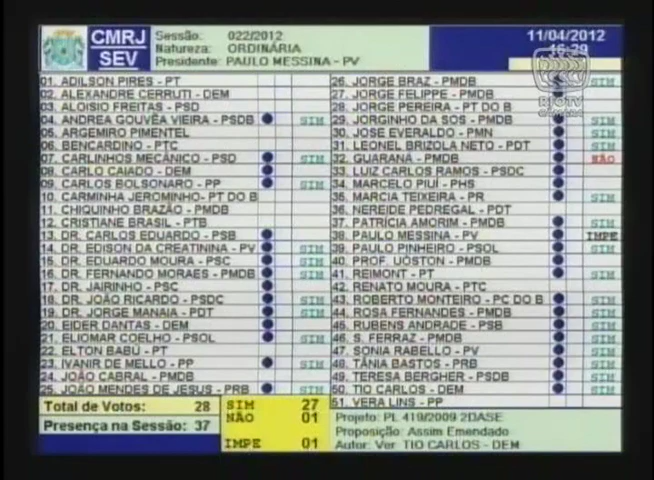 CMRJ
SEV
Sessão: 022/2012
Natureza: ORDINÁRIA
Presidente: PAULO MESSINA - PV
11/04/2012
RIOTV
01. ADILSON PIRES - PT
02. ALEXANDRE CERRUTI - DEM
03. ALOISIO FREITAS - PSD
04. ANDREA GOUVÊA VIEIRA - PSDB SIM
05. ARGEMIRO PIMENTEL
06. BENCARDINO - PTC
07. CARLINHOS MECÂNICO - PSD SIM
08. CARLO CAIADO - DEM SIM
09. CARLOS BOLSONARO - PP SIM
10. CARMINHA JEROMINHO- PT DO B
11. CHIQUINHO BRAZÃO - PMDB
12. CRISTIANE BRASIL - PTB
13. DR. CARLOS EDUARDO - PSB
14. DR. EDISON DA CREATININA - PV SIM
15. DR. EDUARDO MOURA - PSC SIM
16. DR. FERNANDO MORAES - PMDB SIM
17. DR. JAIRINHO - PSC
18. DR. JOÃO RICARDO - PSDC SIM
19. DR. JORGE MANAIA - PDT SIM
20. EIDER DANTAS - DEM
21. ELIOMAR COELHO - PSOL SIM
22. ELTON BABÚ - PT
23. IVANIR DE MELLO - PP SIM
24. JOÃO CABRAL - PMDB
25. JOÃO MENDES DE JESUS - PRB SIM
26. JORGE BRAZ - PMDB SIM
27. JORGE FELIPPE - PMDB
28. JORGE PEREIRA - PT DO B
29. JORGINHO DA SOS - PMDB SIM
30. JOSE EVERALDO - PMN SIM
31. LEONEL BRIZOLA NETO - PDT SIM
32. GUARANÁ - PMDB NÃO
33. LUIZ CARLOS RAMOS - PSDC
34. MARCELO PIUÍ - PHS
35. MARCIA TEIXEIRA - PR SIM
36. NEREIDE PEDREGAL - PDT
37. PATRÍCIA AMORIM - PMDB SIM
38. PAULO MESSINA - PV IMPE
39. PAULO PINHEIRO - PSOL SIM
40. PROF. UÓSTON - PMDB
41. REIMONT - PT SIM
42. RENATO MOURA - PTC
43. ROBERTO MONTEIRO - PC DO B SIM
44. ROSA FERNANDES - PMDB SIM
45. RUBENS ANDRADE - PSB SIM
46. S. FERRAZ - PMDB SIM
47. SONIA RABELLO - PV SIM
48. TÂNIA BASTOS - PRB SIM
49. TERESA BERGHER - PSDB SIM
50. TIO CARLOS - DEM SIM
51. VERA LINS - PP
Total de Votos: 28
Presença na Sessão: 37
SIM 27
NÃO 01
IMPE 01
Projeto: PL 419/2009 2DASE
Proposição: Assim Emendado
Autor: Ver. TIO CARLOS - DEM